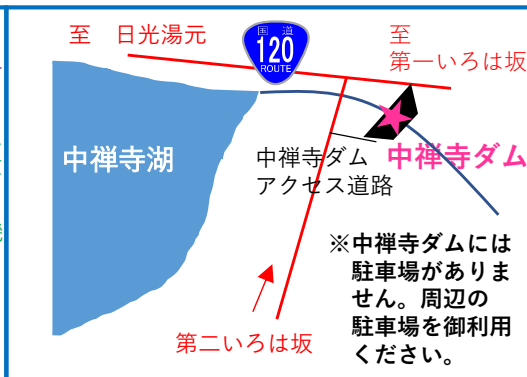 至 日光湯元
国道
120
ROUTE
至
第一いろは坂
中禅寺湖
中禅寺ダム
アクセス道路
中禅寺ダム
※中禅寺ダムには
駐車場がありま
せん。周辺の
駐車場を御利用
ください。
第二いろは坂